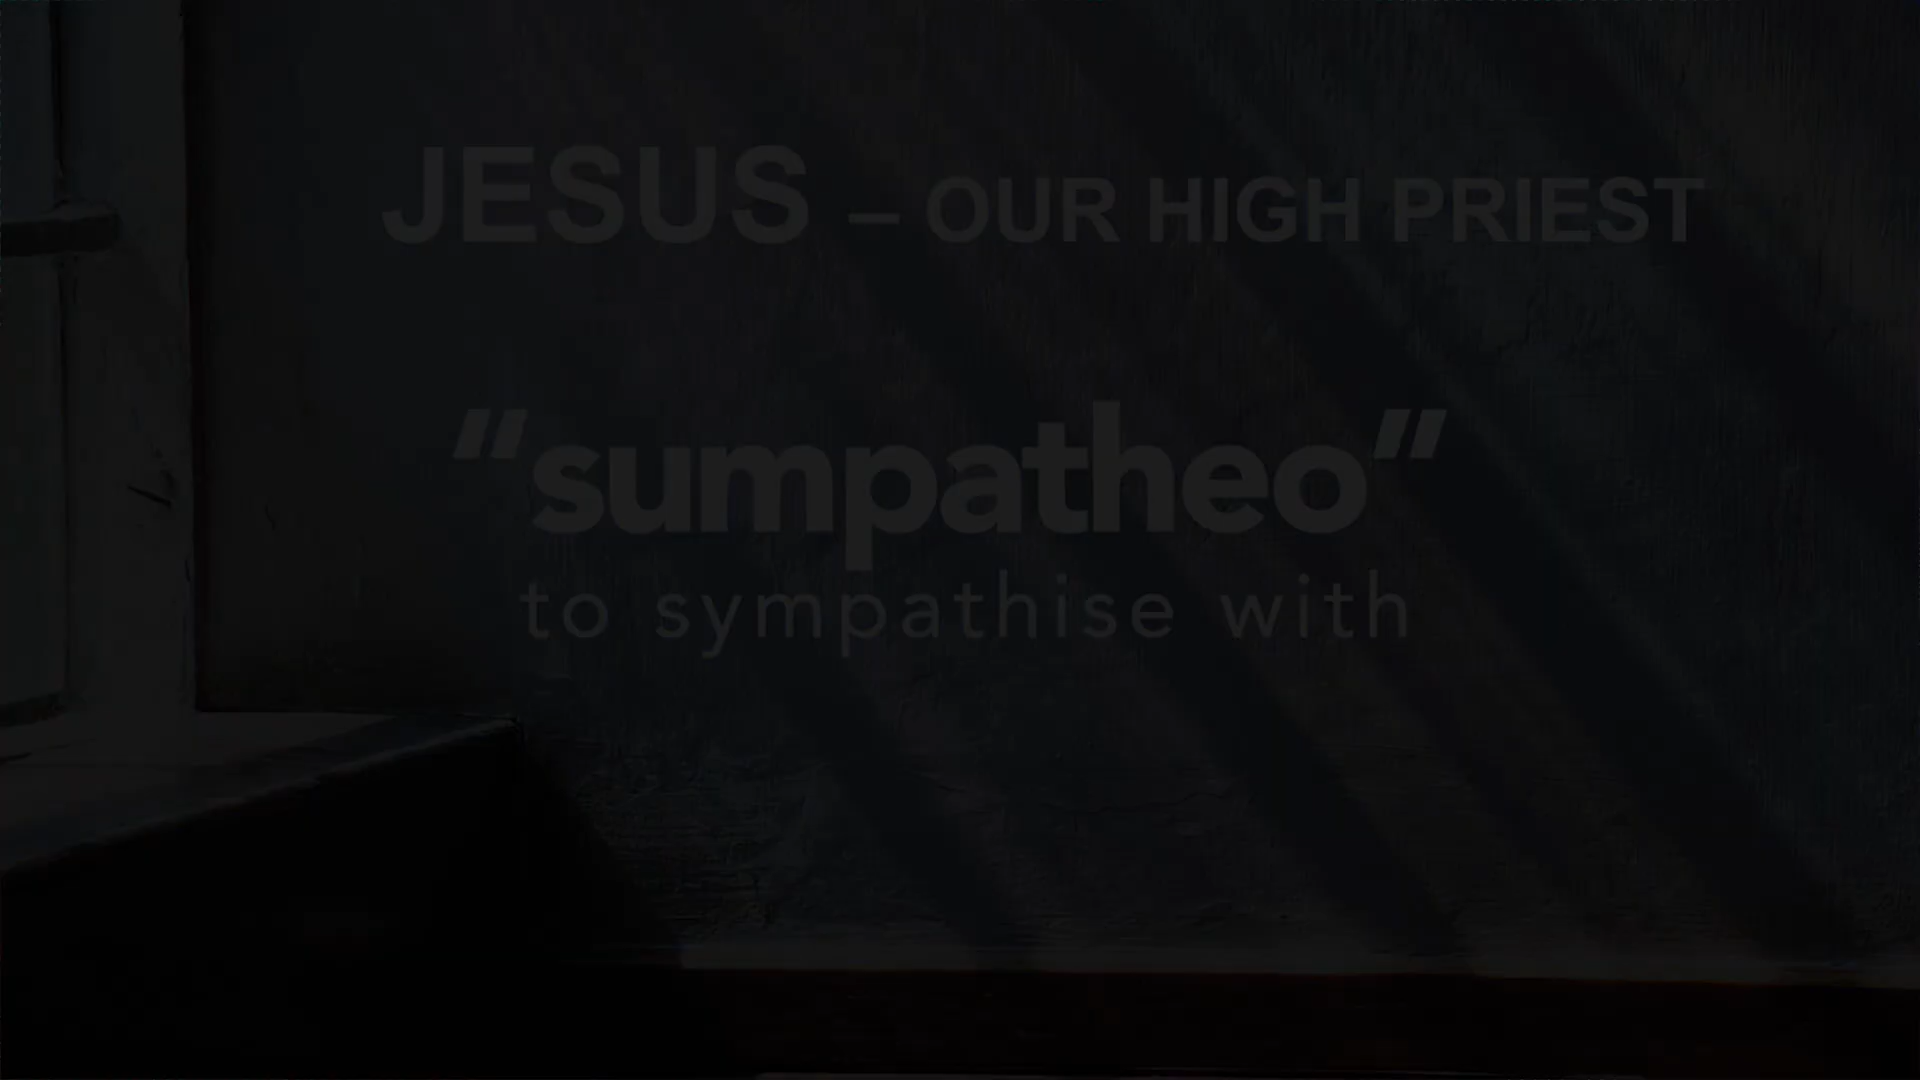 JESUS – OUR HIGH PRIEST
“sumpatheo”
to sympathise with